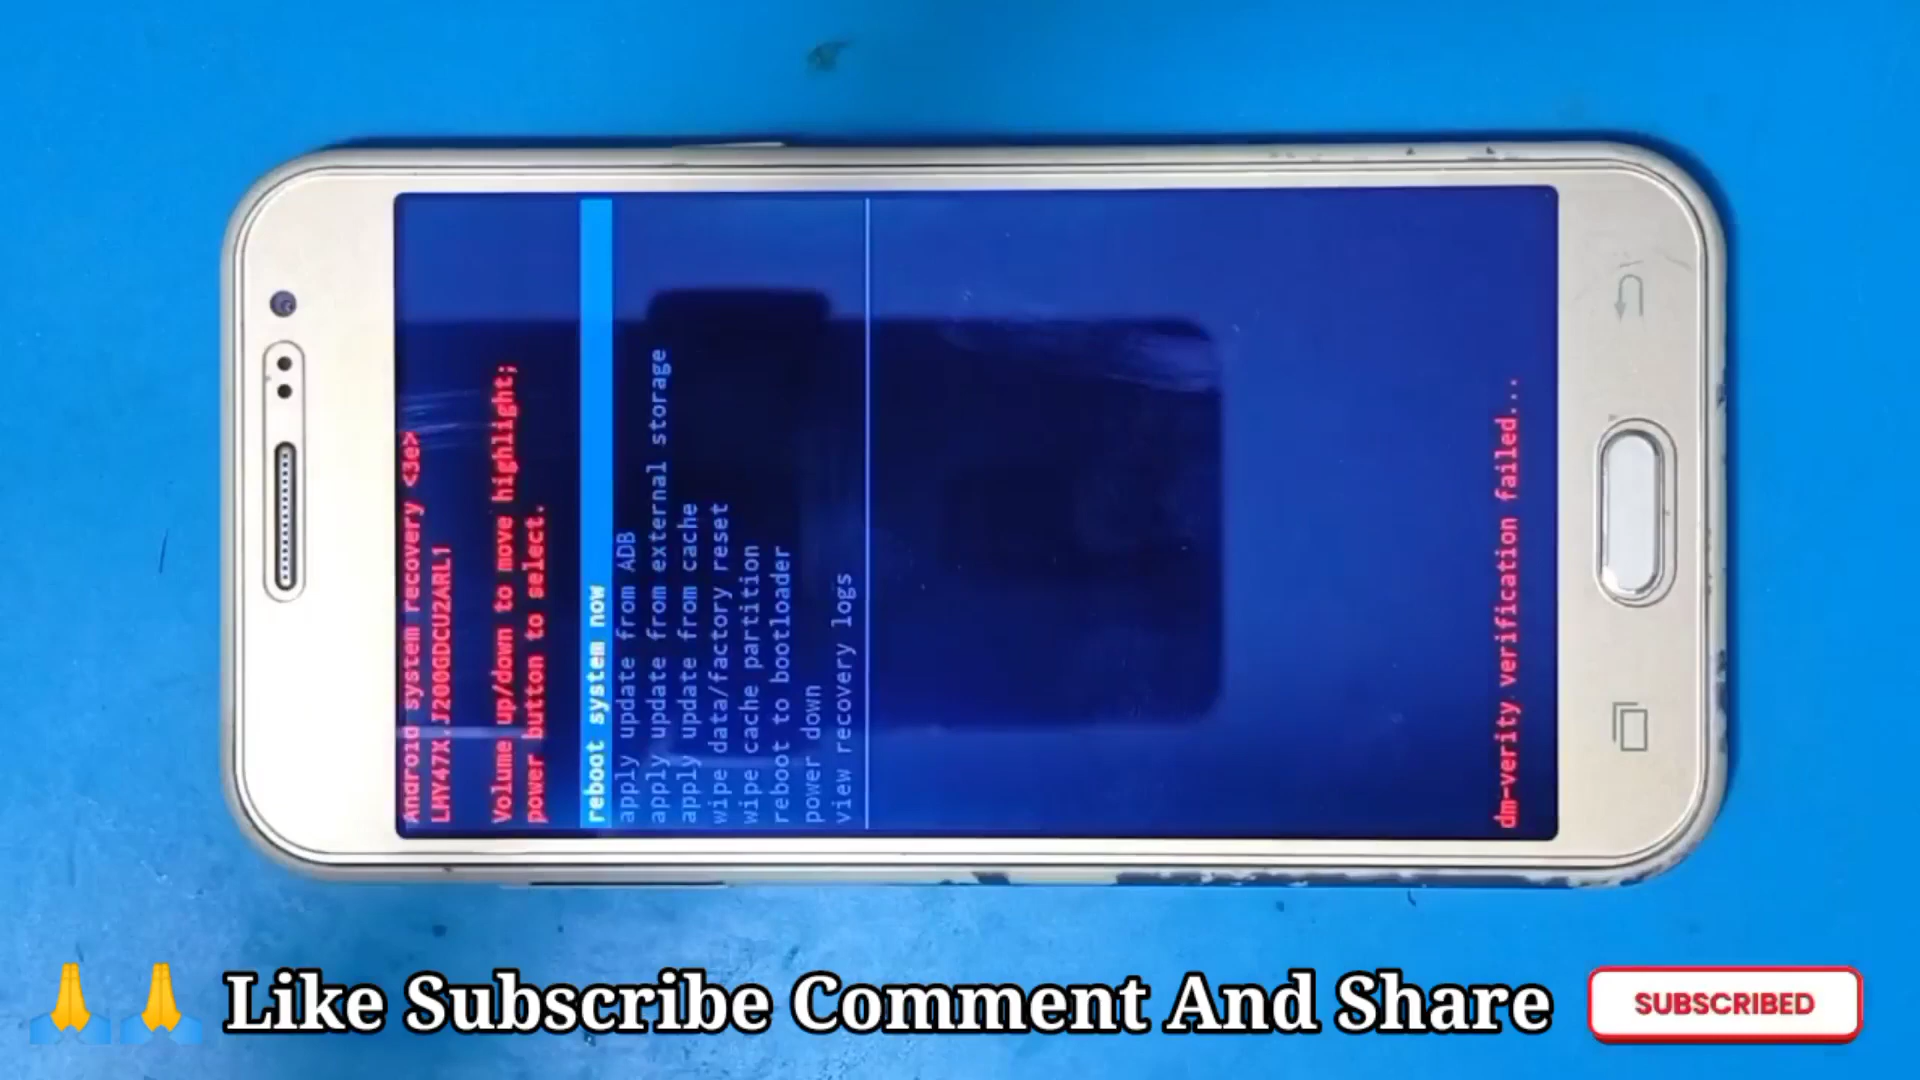 Android system recovery <3e>
LMY47X.J200GDCU2ARL1
Volume up/down to move highlight;
power button to select.
reboot system now
apply update from ADB
apply update from external storage
apply update from cache
wipe data/factory reset
wipe cache partition
reboot to bootloader
power down
view recovery logs
dm-verity verification failed...
🙏🙏 Like Subscribe Comment And Share
SUBSCRIBED